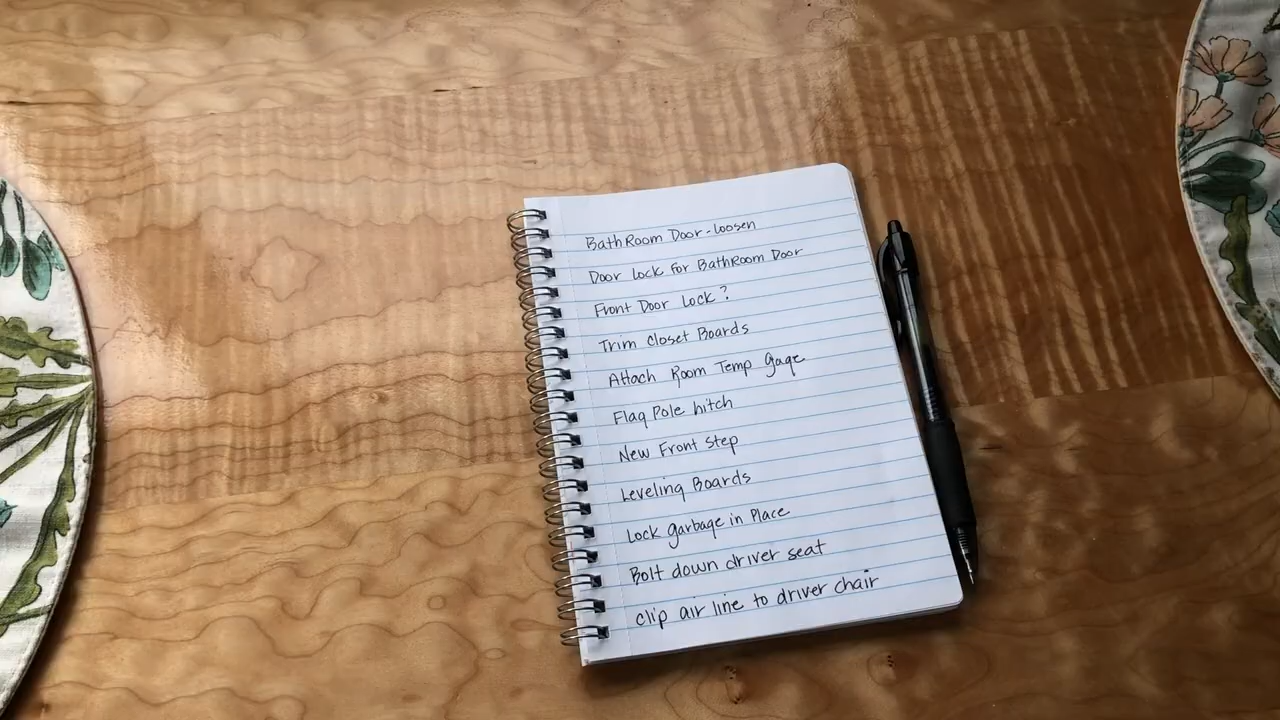 BathRoom Door-loosen
Door Lock for BathRoom Door
Front Door Lock?
Trim Closet Boards
Attach Room Temp Gage
Flag Pole hitch
New Front Step
Leveling Boards
Lock garbage in Place
Bolt down driver seat
clip air line to driver chair